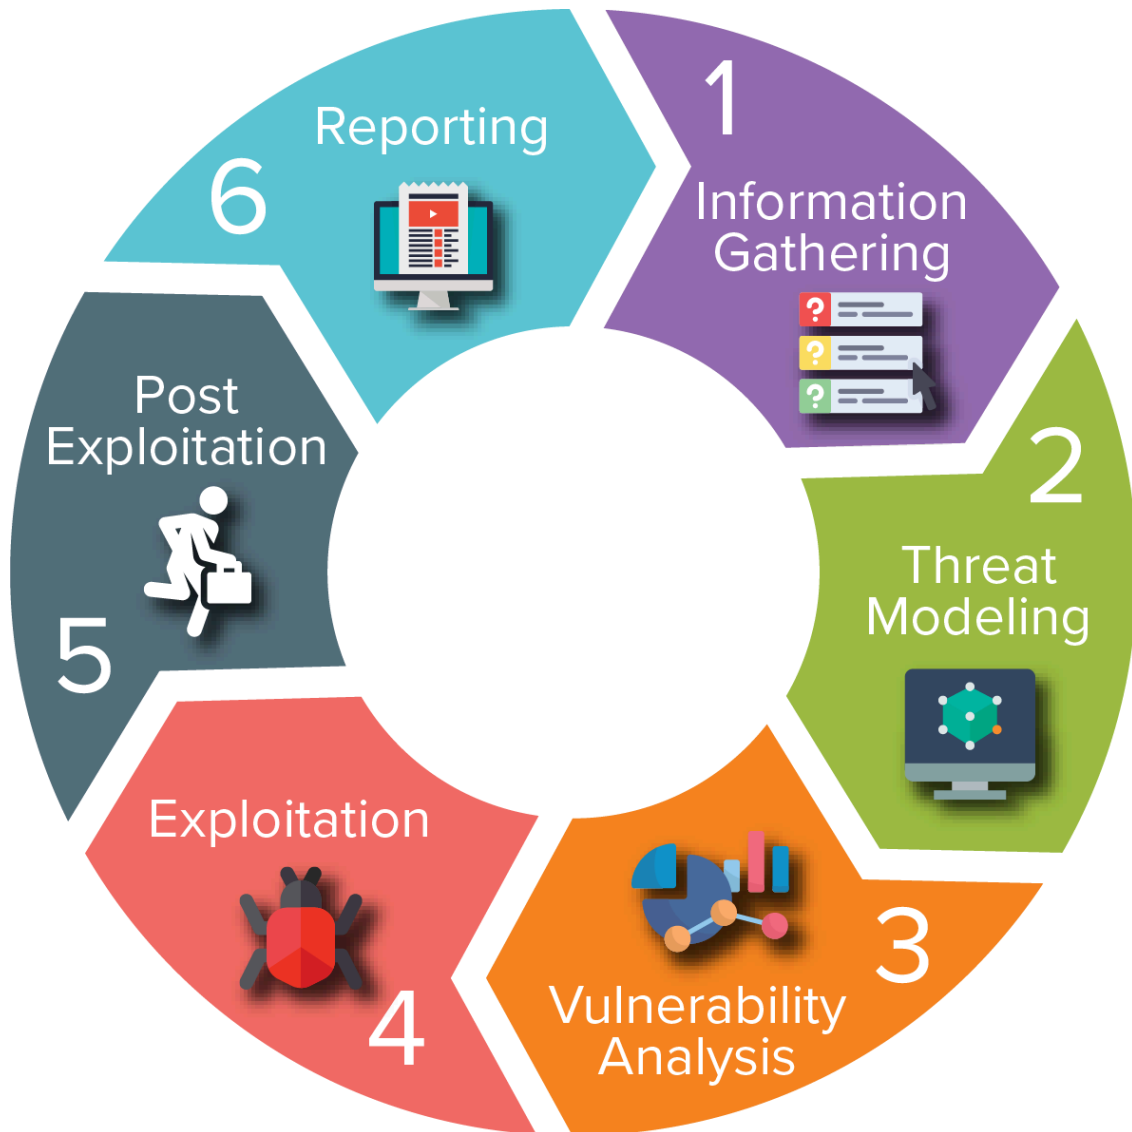 1
Information
Gathering
2
Threat
Modeling
3
Vulnerability
Analysis
4
Exploitation
5
Post
Exploitation
6
Reporting